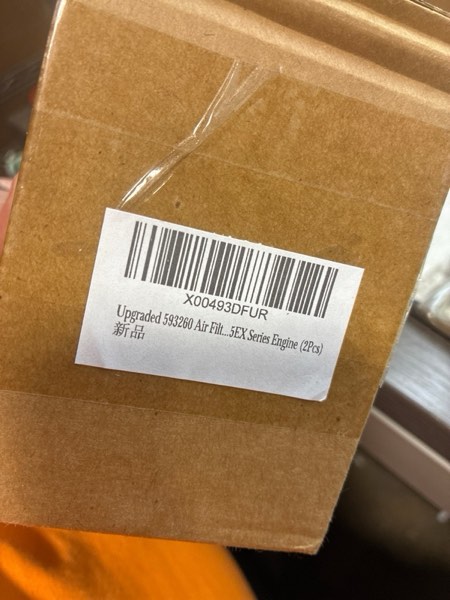 X00493DFUR
Upgraded 593260 Air Filt...5EX Series Engine (2Pcs)
新品